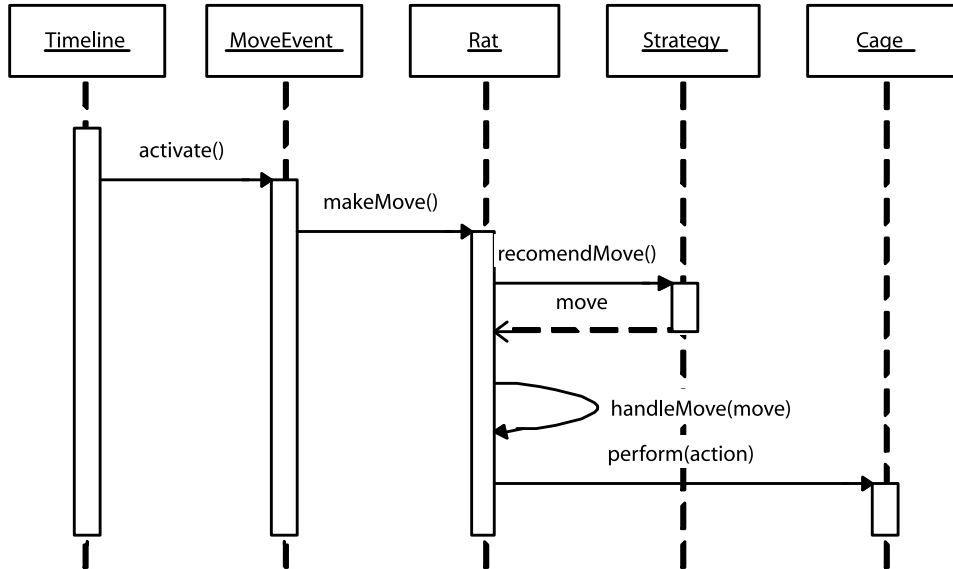 Timeline
MoveEvent
Rat
Strategy
Cage
activate()
makeMove()
recomendMove()
move
handleMove(move)
perform(action)